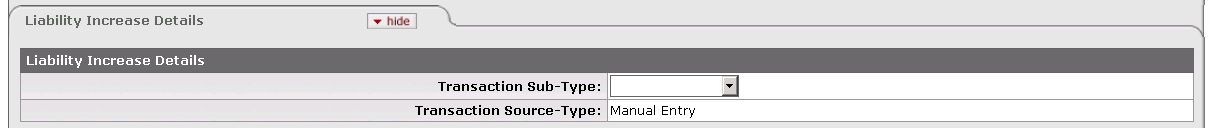 Liability Increase Details hide
Liability Increase Details
Transaction Sub-Type:
Transaction Source-Type: Manual Entry